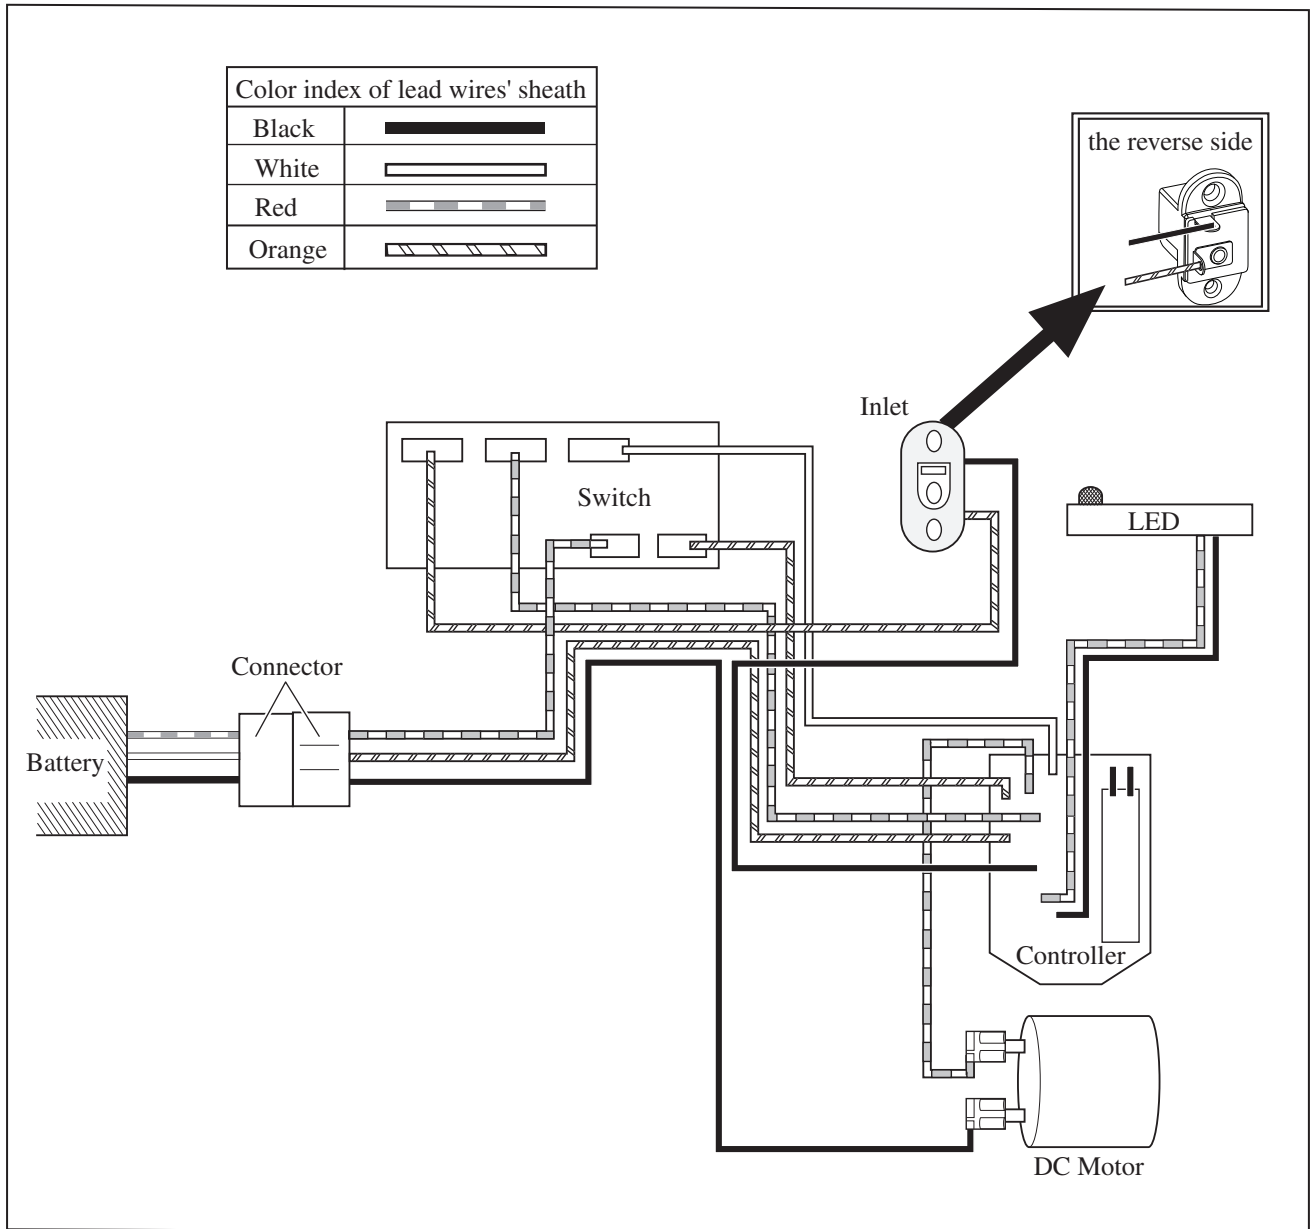 Color index of lead wires' sheath
Black
White
Red
Orange
the reverse side
Inlet
Switch
LED
Connector
Battery
Controller
DC Motor